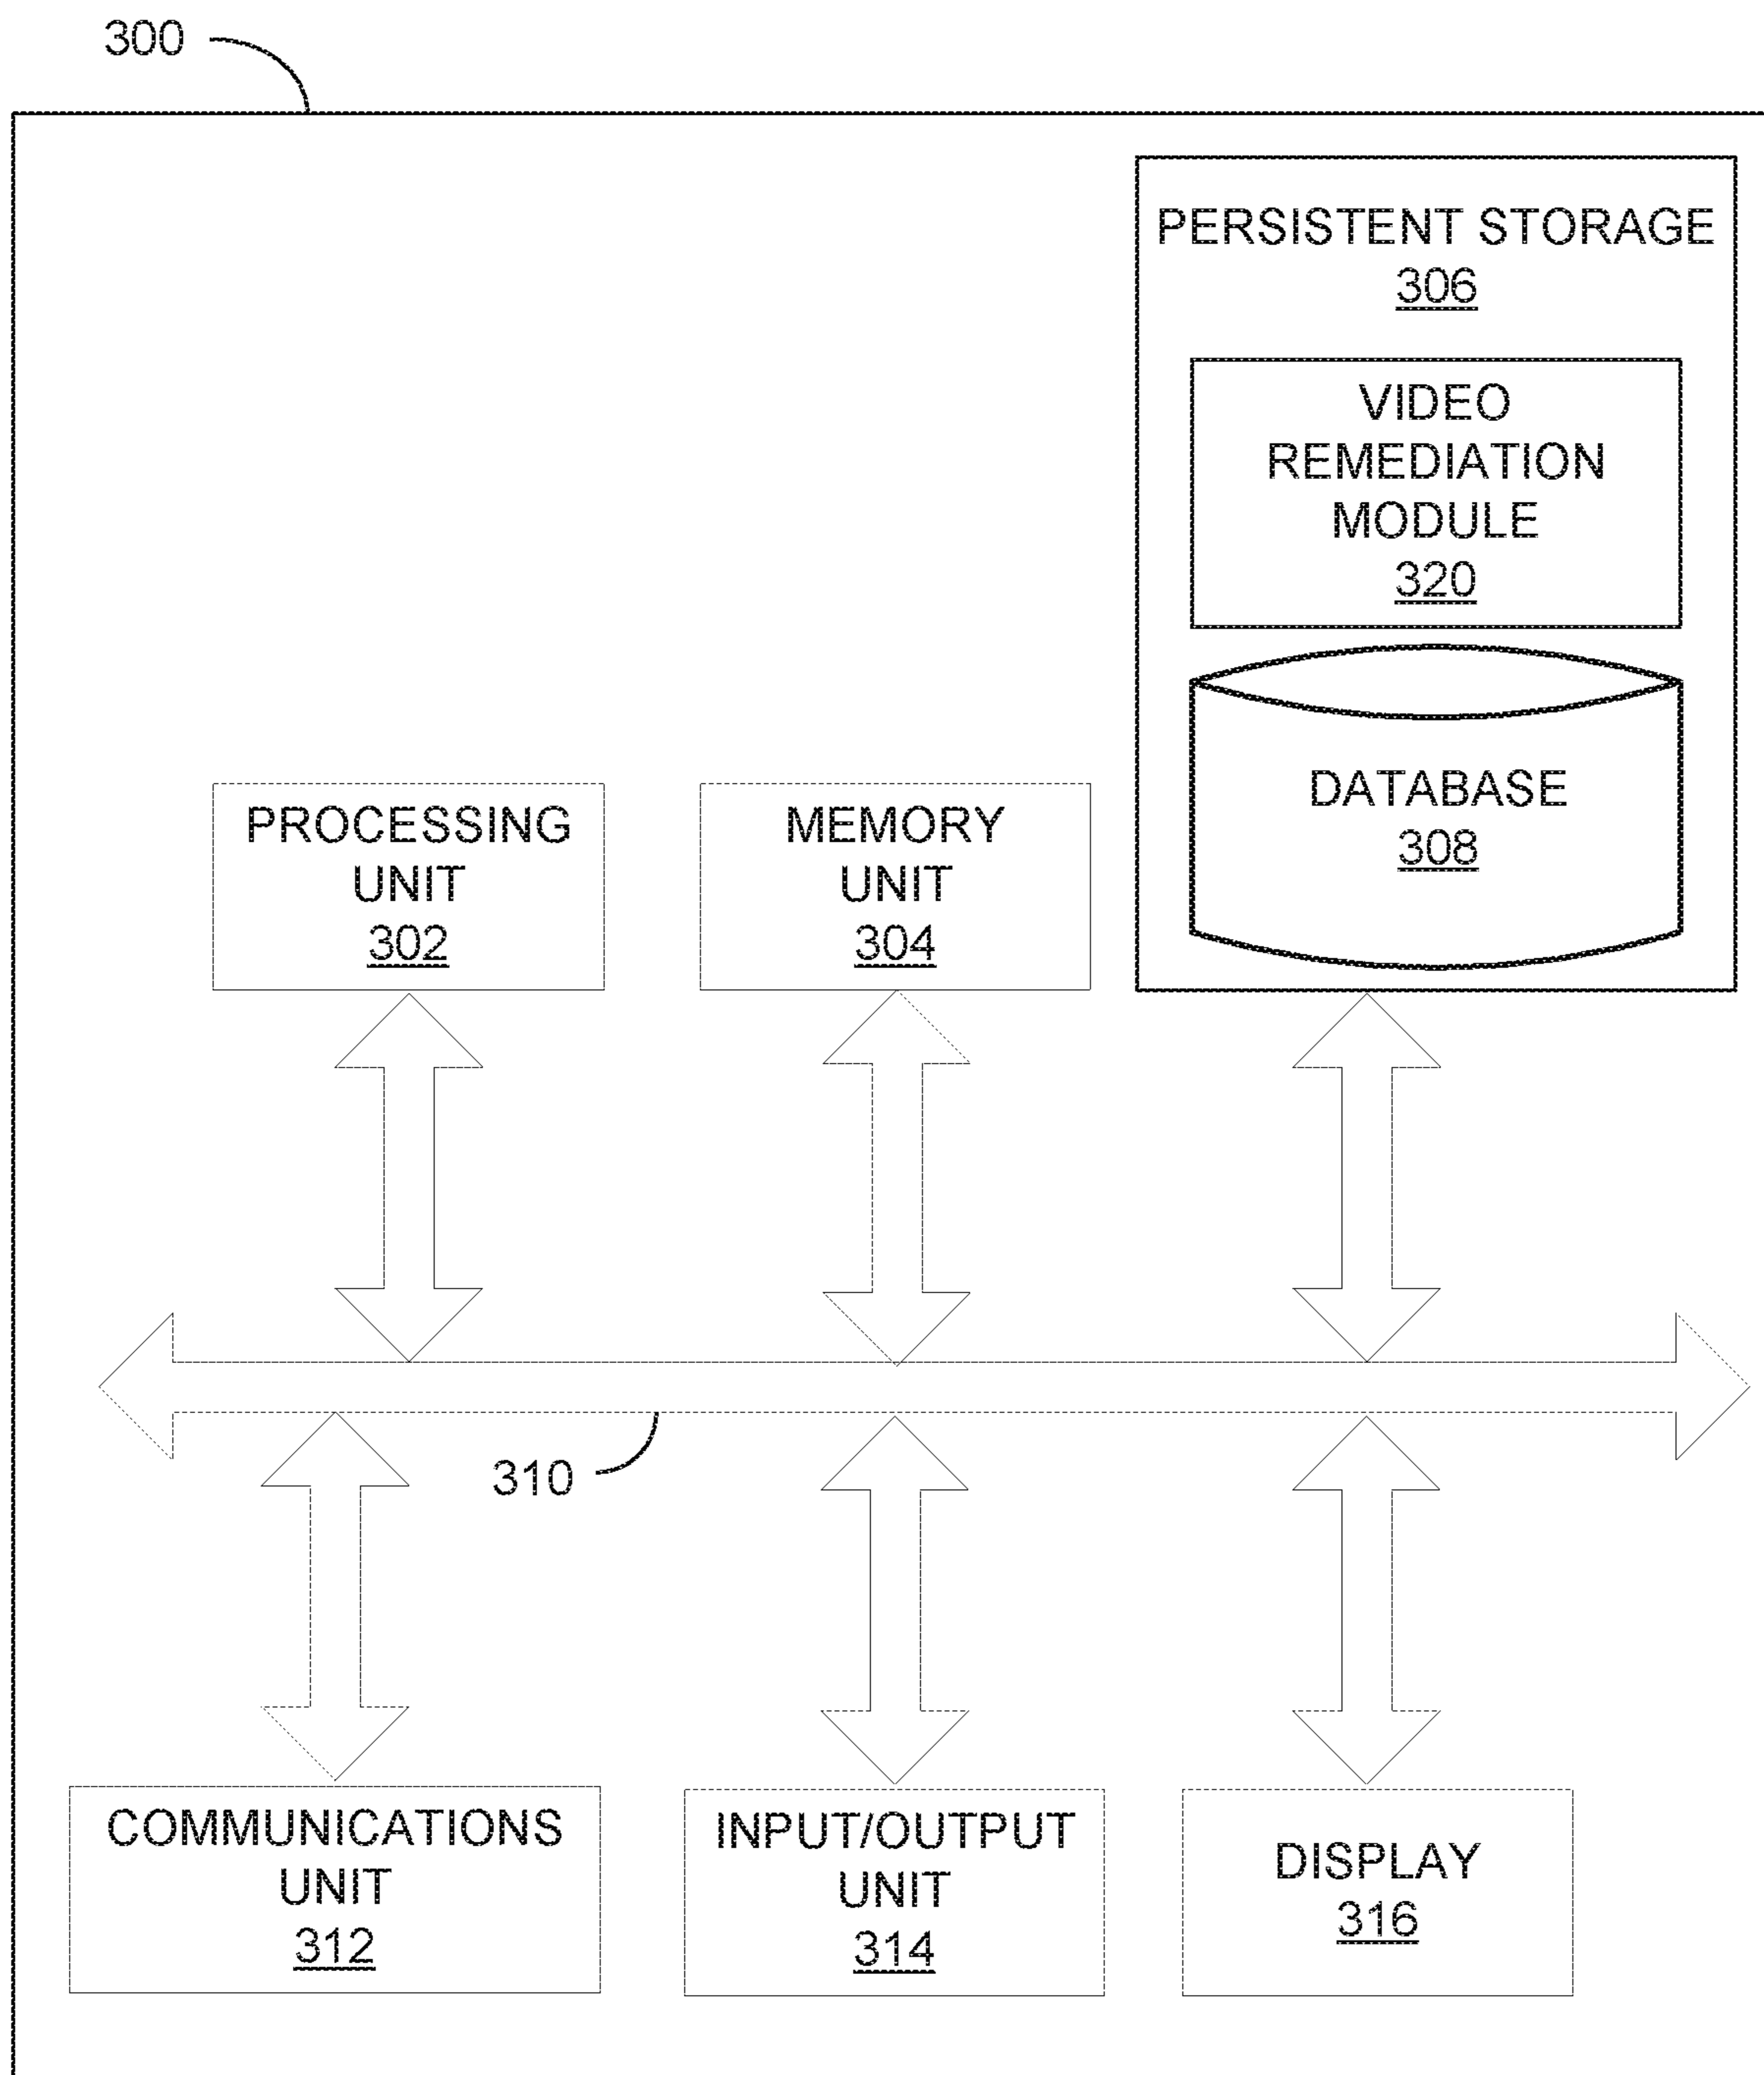 300
PERSISTENT STORAGE
306
VIDEO
REMEDIATION
MODULE
320
DATABASE
308
PROCESSING
UNIT
302
MEMORY
UNIT
304
310
COMMUNICATIONS
UNIT
312
INPUT/OUTPUT
UNIT
314
DISPLAY
316